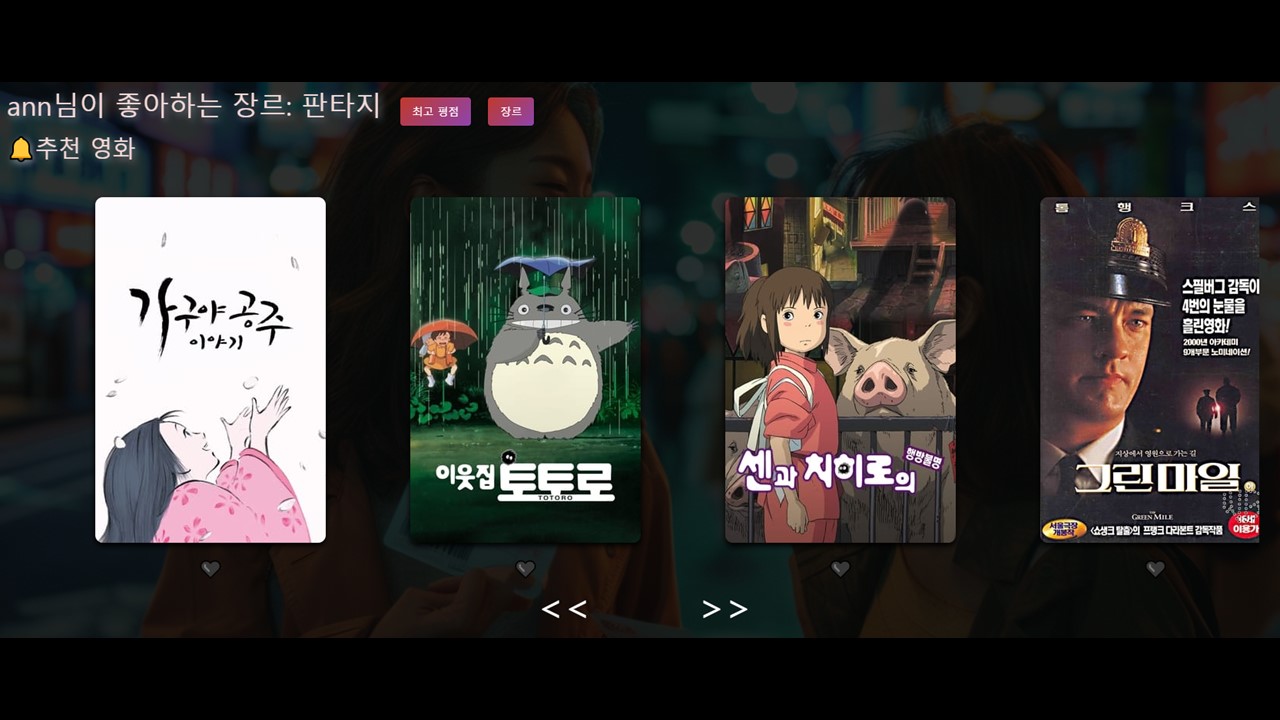 ann님이 좋아하는 장르: 판타지
최고 평점
장르
추천 영화
가구야 공주
이야기
이웃집 토토로
TOTORO
센과 치히로의
행방불명
톰 행 크 스
스필버그 감독이
4번의 눈물을
흘린영화!
2000년 아카데미
9개부문 노미네이션!
지상에서 영원으로 가는 길
그린 마일
THE
GREEN MILE
서울극장
개봉작
<쇼생크 탈출>의 프랭크 다라본트 감독작품
<< >>